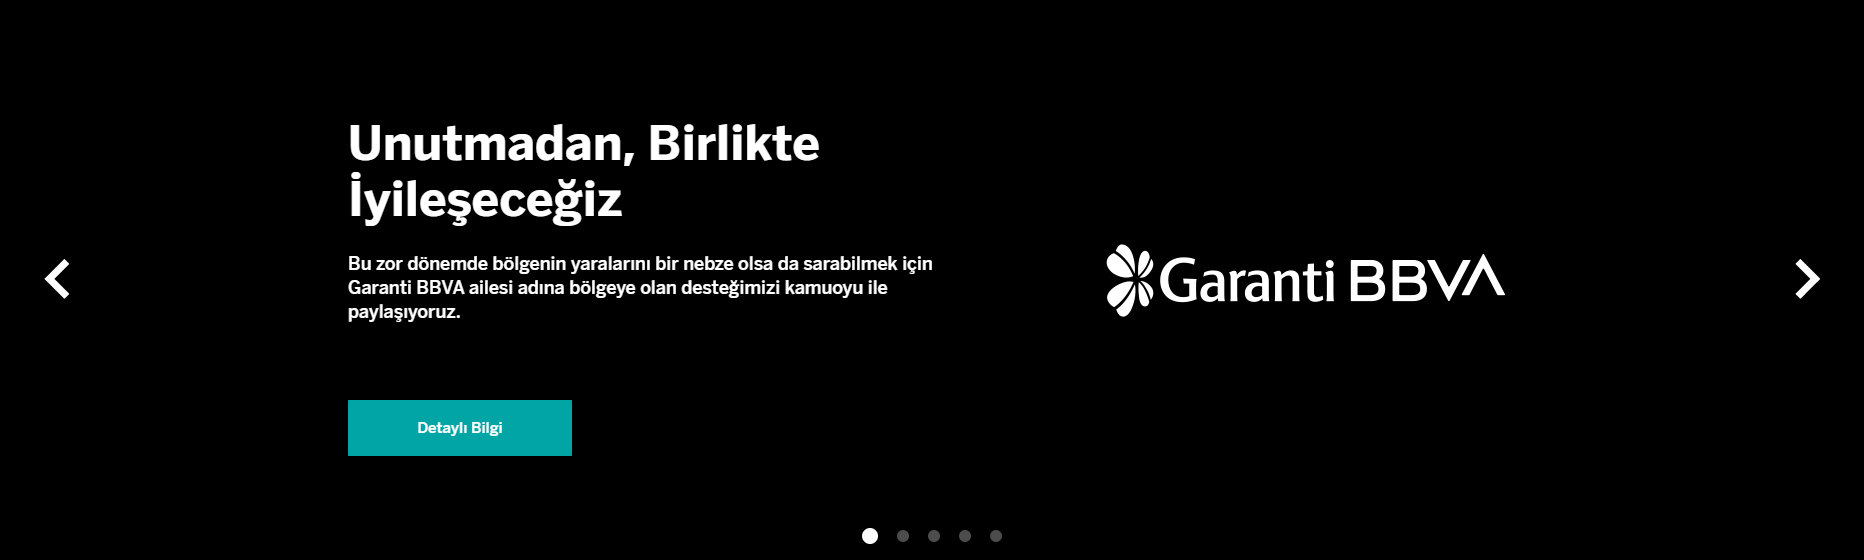 Unutmadan, Birlikte
İyileşeceğiz
Bu zor dönemde bölgenin yaralarını bir nebze olsa da sarabilmek için
Garanti BBVA ailesi adına bölgeye olan desteğimizi kamuoyu ile
paylaşıyoruz.
Garanti BBVA
Detaylı Bilgi